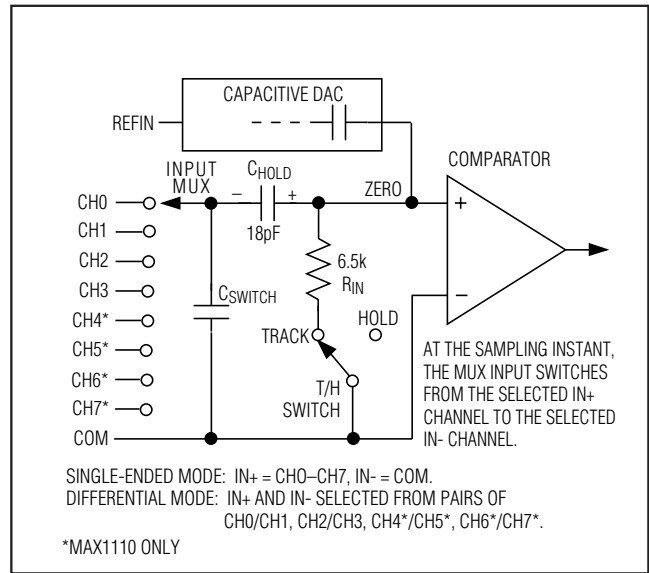 CAPACITIVE DAC
REFIN
COMPARATOR
INPUT
MUX
CHOLD
– +
ZERO
+
18pF
CH0
CH1
CH2
CH3
CH4*
CH5*
CH6*
CH7*
COM
CSWITCH
6.5k
RIN
–
TRACK
HOLD
T/H
SWITCH
AT THE SAMPLING INSTANT,
THE MUX INPUT SWITCHES
FROM THE SELECTED IN+
CHANNEL TO THE SELECTED
IN- CHANNEL.
SINGLE-ENDED MODE: IN+ = CHO–CH7, IN- = COM.
DIFFERENTIAL MODE: IN+ AND IN- SELECTED FROM PAIRS OF
CH0/CH1, CH2/CH3, CH4*/CH5*, CH6*/CH7*.
*MAX1110 ONLY